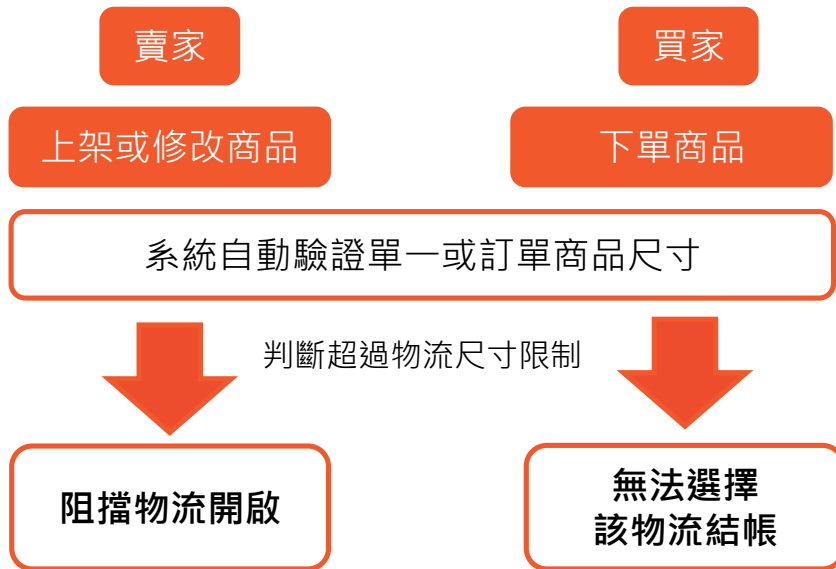 賣家
買家
上架或修改商品
下單商品
系統自動驗證單一或訂單商品尺寸
判斷超過物流尺寸限制
阻擋物流開啟
無法選擇
該物流結帳